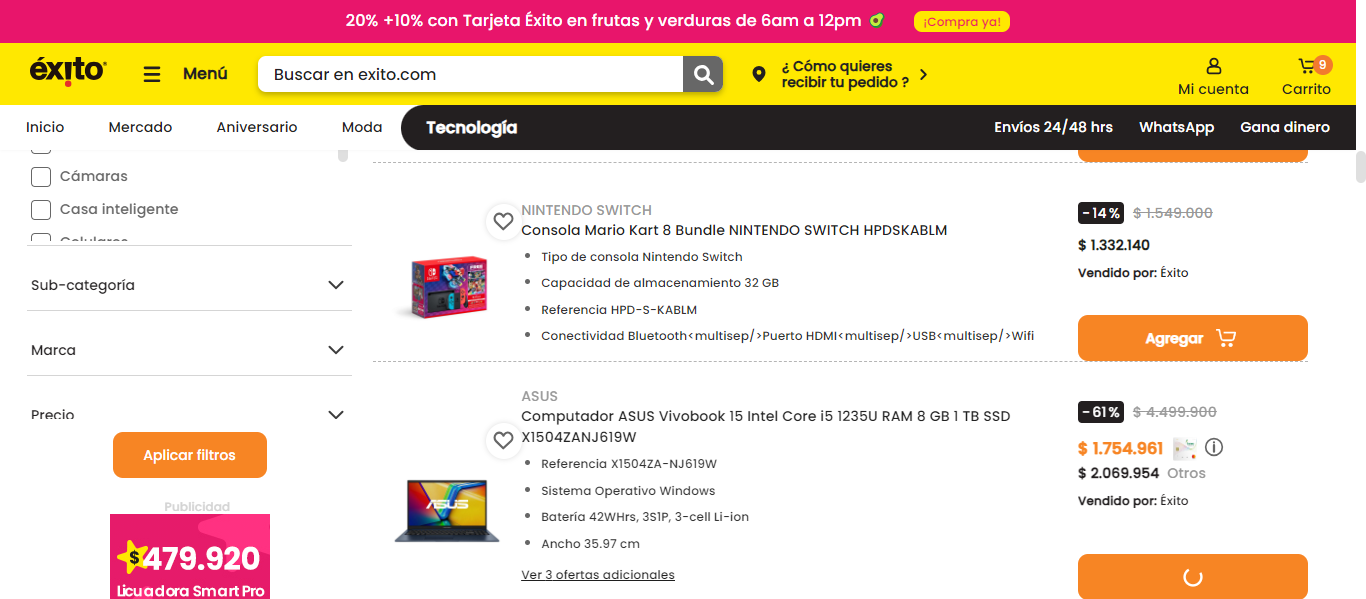 20% +10% con Tarjeta Éxito en frutas y verduras de 6am a 12pm
¡Compra ya!
éxito
Menú
Buscar en exito.com
¿ Cómo quieres
recibir tu pedido ?
Mi cuenta
9
Carrito
Inicio
Mercado
Aniversario
Moda
Tecnología
Envíos 24/48 hrs
WhatsApp
Gana dinero
Cámaras
Casa inteligente
Celulares
Sub-categoría
Marca
Precio
Aplicar filtros
Publicidad
$479.920
Licuadora Smart Pro
NINTENDO SWITCH
Consola Mario Kart 8 Bundle NINTENDO SWITCH HPDSKABLM
Tipo de consola Nintendo Switch
Capacidad de almacenamiento 32 GB
Referencia HPD-S-KABLM
Conectividad Bluetooth<multisep/>Puerto HDMI<multisep/>USB<multisep/>Wifi
-14% $ 1.549.000
$ 1.332.140
Vendido por: Éxito
Agregar
ASUS
Computador ASUS Vivobook 15 Intel Core i5 1235U RAM 8 GB 1 TB SSD
X1504ZANJ619W
Referencia X1504ZA-NJ619W
Sistema Operativo Windows
Batería 42WHrs, 3S1P, 3-cell Li-ion
Ancho 35.97 cm
Ver 3 ofertas adicionales
ASUS
-61% $ 4.499.900
$ 1.754.961
$ 2.069.954 Otros
Vendido por: Éxito